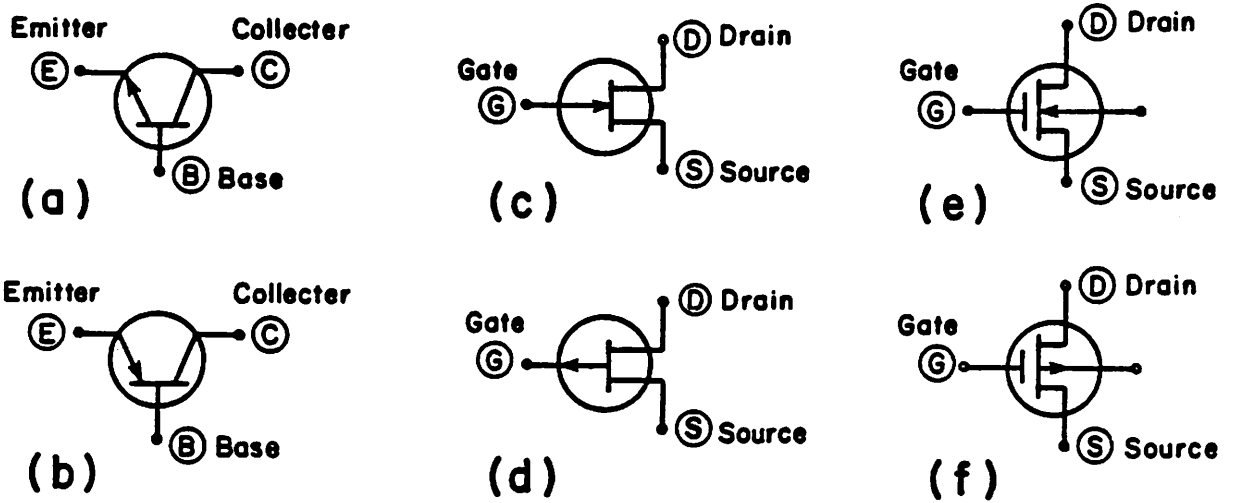 Emitter Collecter
E C
B Base
(a)
Gate
G
D Drain
S Source
(c)
Gate
G
D Drain
S Source
(e)
Emitter Collecter
E C
B Base
(b)
Gate
G
D Drain
S Source
(d)
Gate
G
D Drain
S Source
(f)